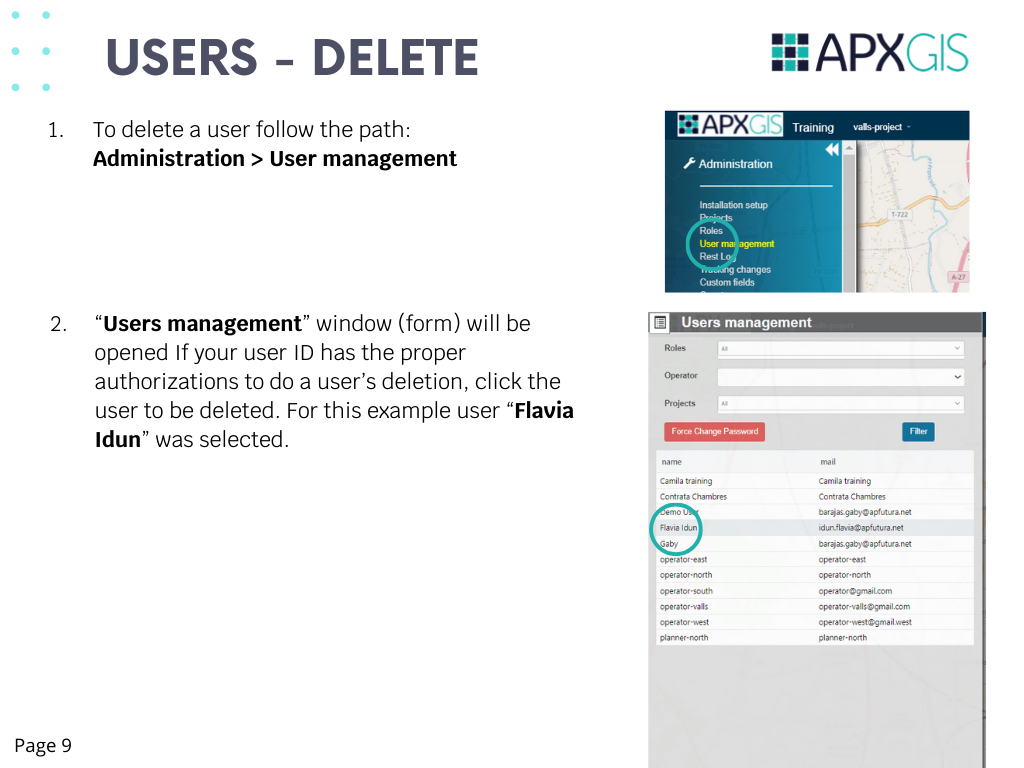 USERS - DELETE
APXGIS
1. To delete a user follow the path:
Administration > User management
APXGIS Training valls-project
Administration
Installation setup
Projects
Roles
User management
Rest Log
Tracking changes
Custom fields
T-722
A-27
2. “Users management” window (form) will be
opened If your user ID has the proper
authorizations to do a user’s deletion, click the
user to be deleted. For this example user “Flavia
Idun” was selected.
Users management
Roles All
Operator
Projects All
Force Change Password Filter
name mail
Camila training Camila training
Contrata Chambres Contrata Chambres
Demo User barajas.gaby@apfutura.net
Flavia Idun idun.flavia@apfutura.net
Gaby barajas.gaby@apfutura.net
operator-east operator-east
operator-north operator-north
operator-south operator@gmail.com
operator-valls operator-valls@gmail.com
operator-west operator-west@gmail.west
planner-north planner-north
Page 9